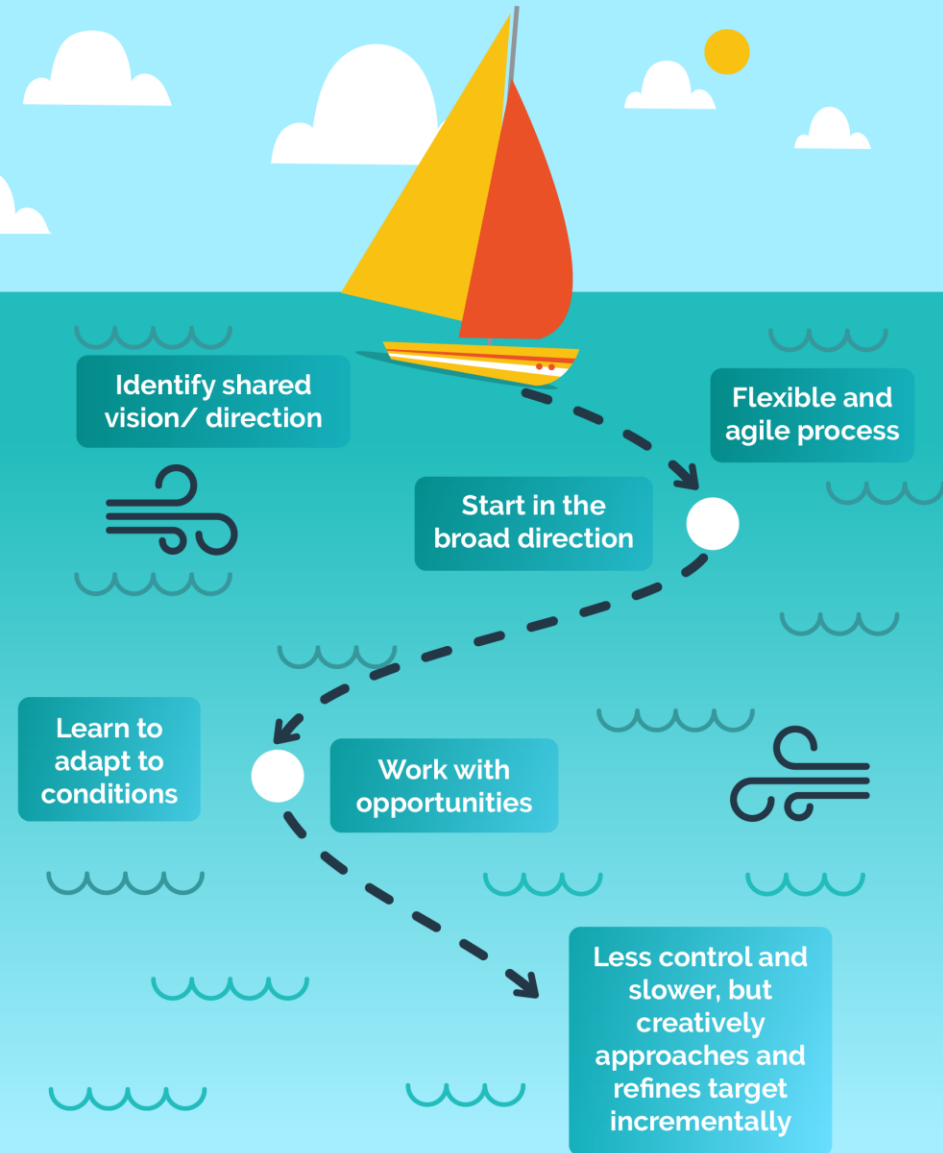 Identify shared
vision/ direction
Flexible and
agile process
Start in the
broad direction
Learn to
adapt to
conditions
Work with
opportunities
Less control and
slower, but
creatively
approaches and
refines target
incrementally